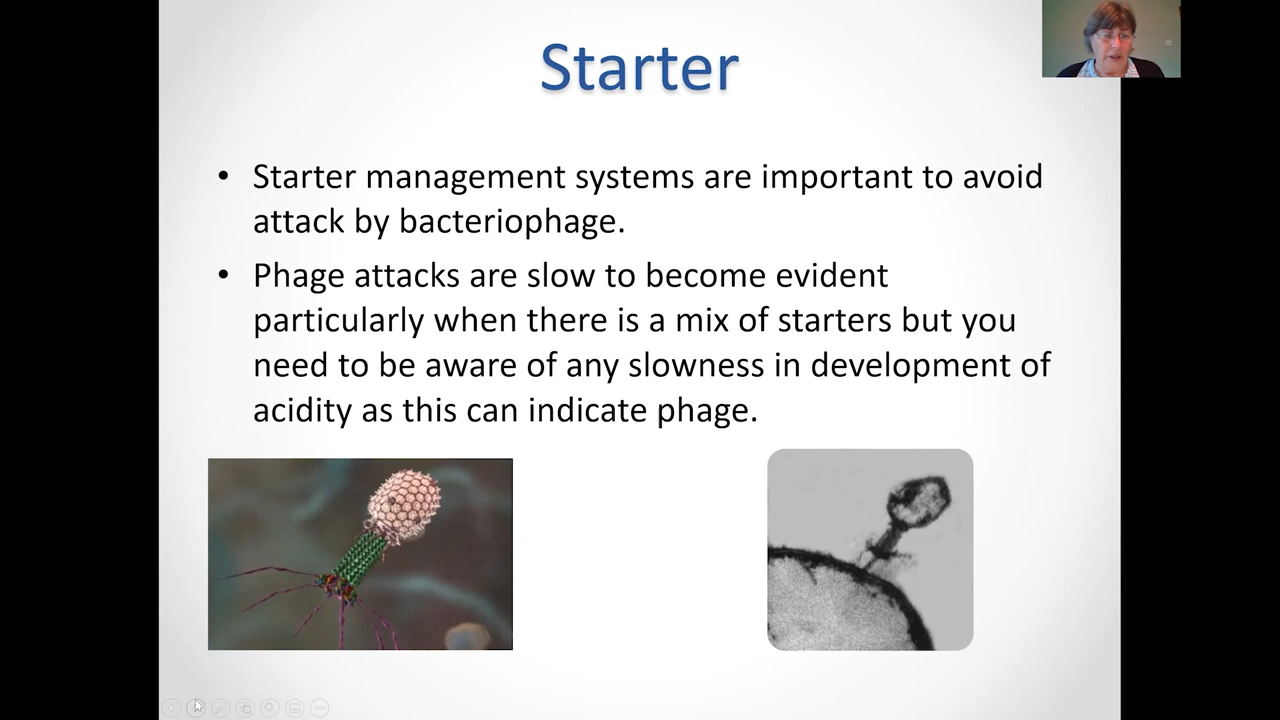 Starter
• Starter management systems are important to avoid
attack by bacteriophage.
• Phage attacks are slow to become evident
particularly when there is a mix of starters but you
need to be aware of any slowness in development of
acidity as this can indicate phage.